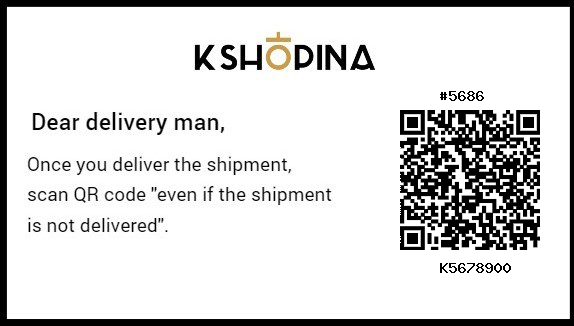 KSHOPINA
#5686
Dear delivery man,
Once you deliver the shipment,
scan QR code "even if the shipment
is not delivered".
K5678900